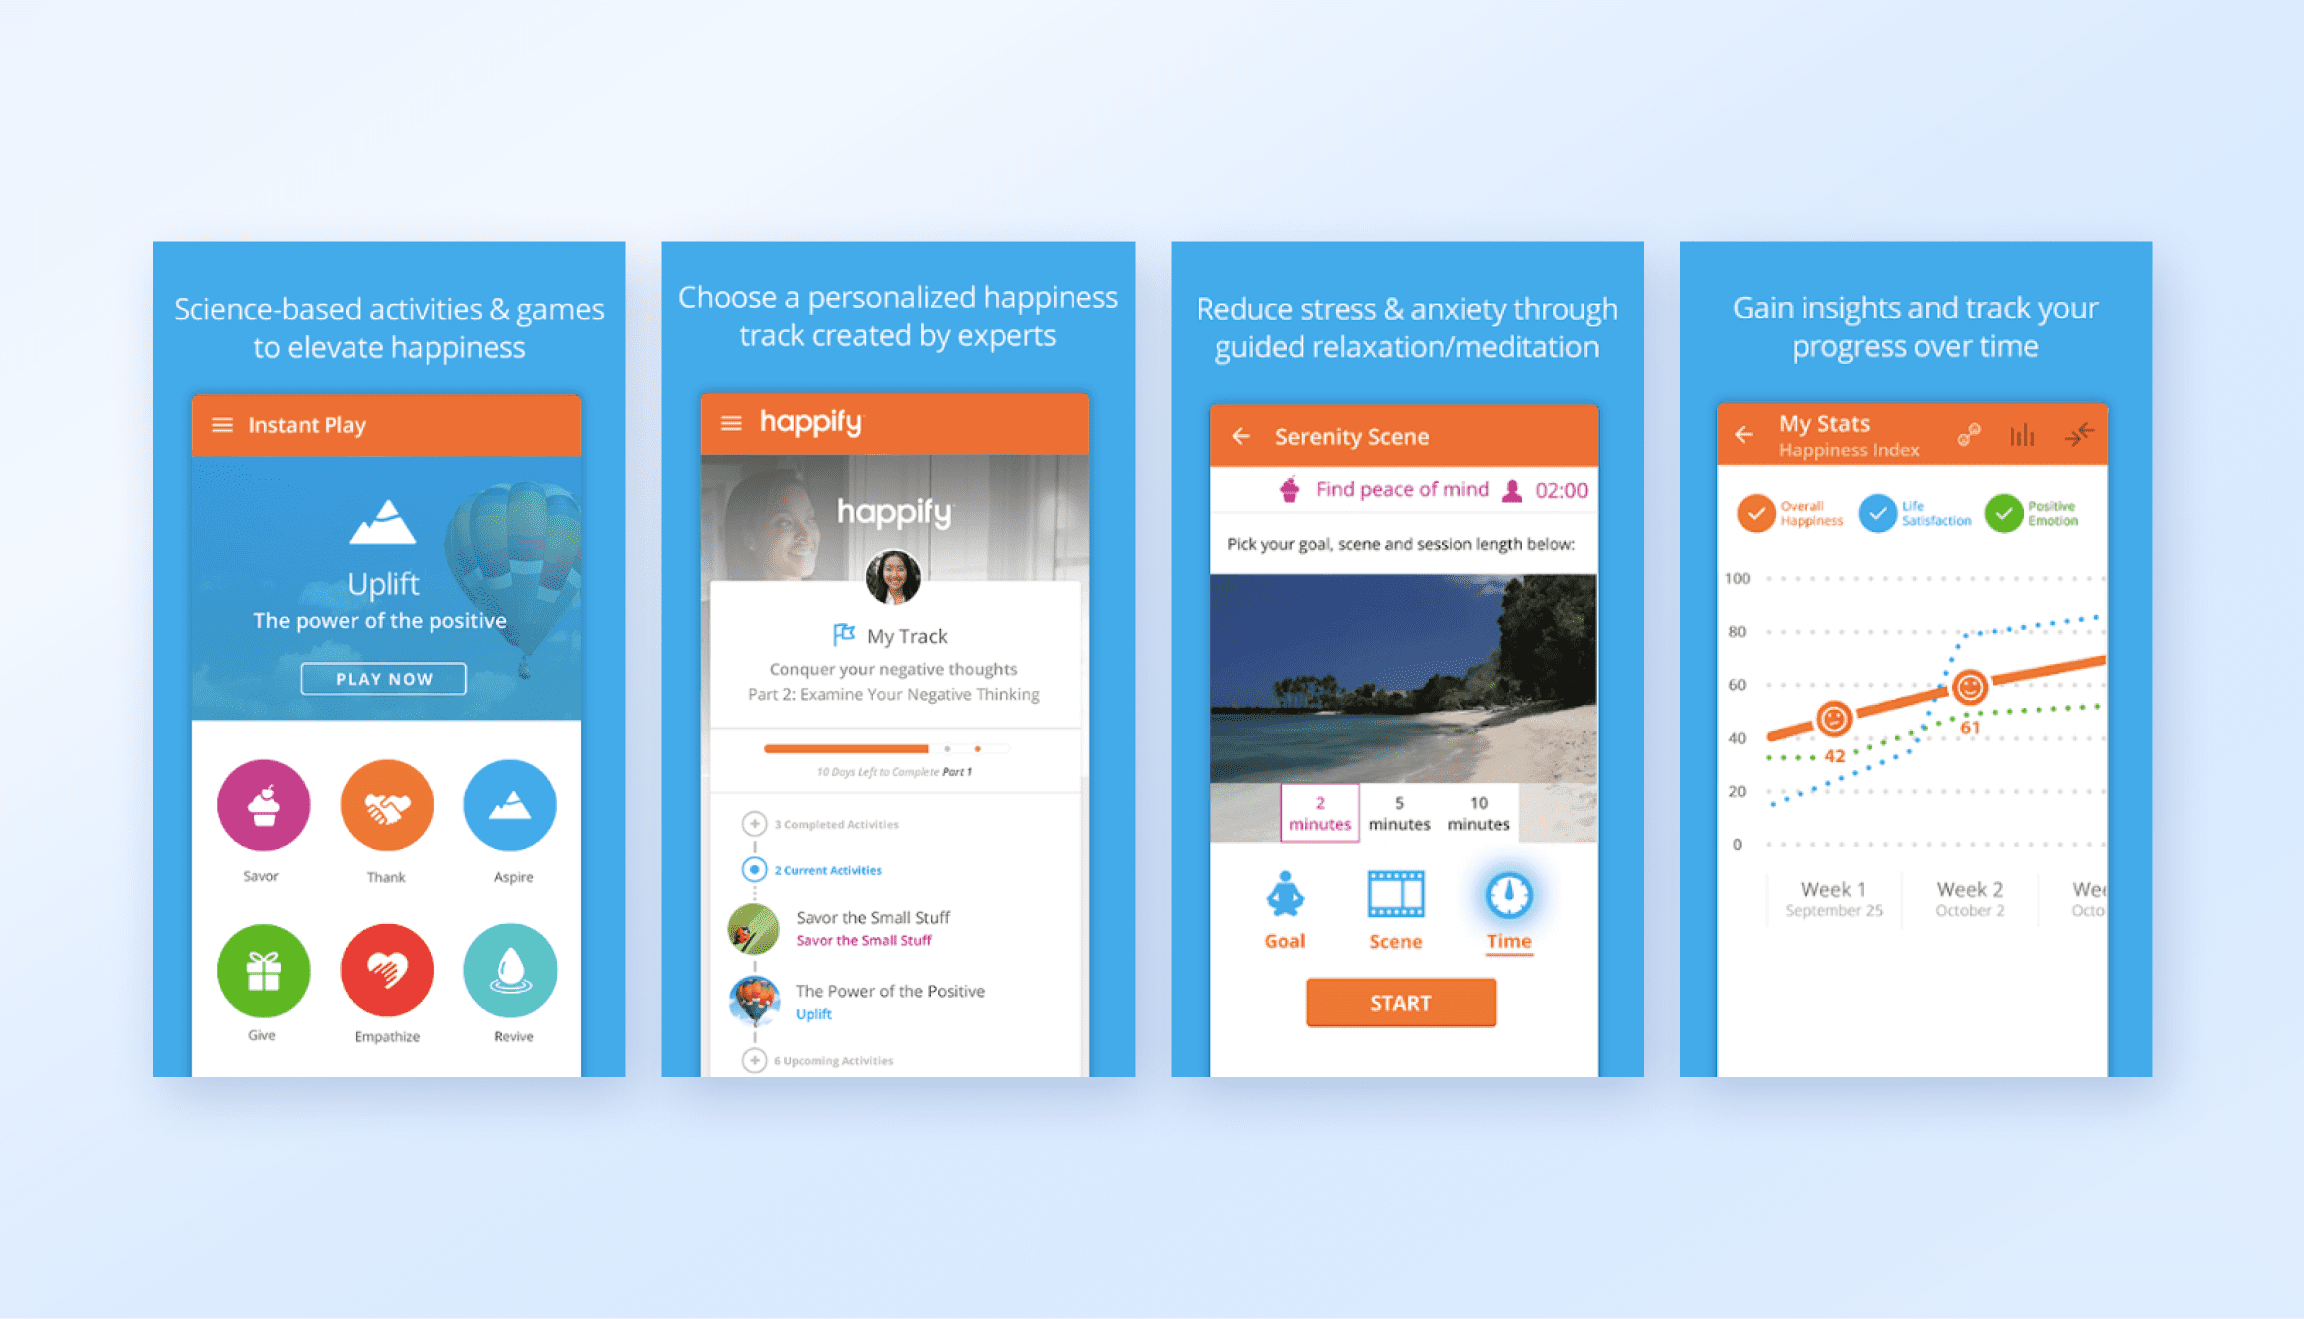 Science-based activities & games
to elevate happiness
Instant Play
Uplift
The power of the positive
PLAY NOW
Savor
Thank
Aspire
Give
Empathize
Revive
Choose a personalized happiness
track created by experts
happify
happify
My Track
Conquer your negative thoughts
Part 2: Examine Your Negative Thinking
10 Days Left to Complete Part 1
3 Completed Activities
2 Current Activities
Savor the Small Stuff
Savor the Small Stuff
The Power of the Positive
Uplift
6 Upcoming Activities
Reduce stress & anxiety through
guided relaxation/meditation
Serenity Scene
Find peace of mind 02:00
Pick your goal, scene and session length below:
2
minutes
5
minutes
10
minutes
Goal
Scene
Time
START
Gain insights and track your
progress over time
My Stats
Happiness Index
Overall
Happiness
Life
Satisfaction
Positive
Emotion
100
80
60
40
20
0
42
61
Week 1
September 25
Week 2
October 2
Wee
Octo